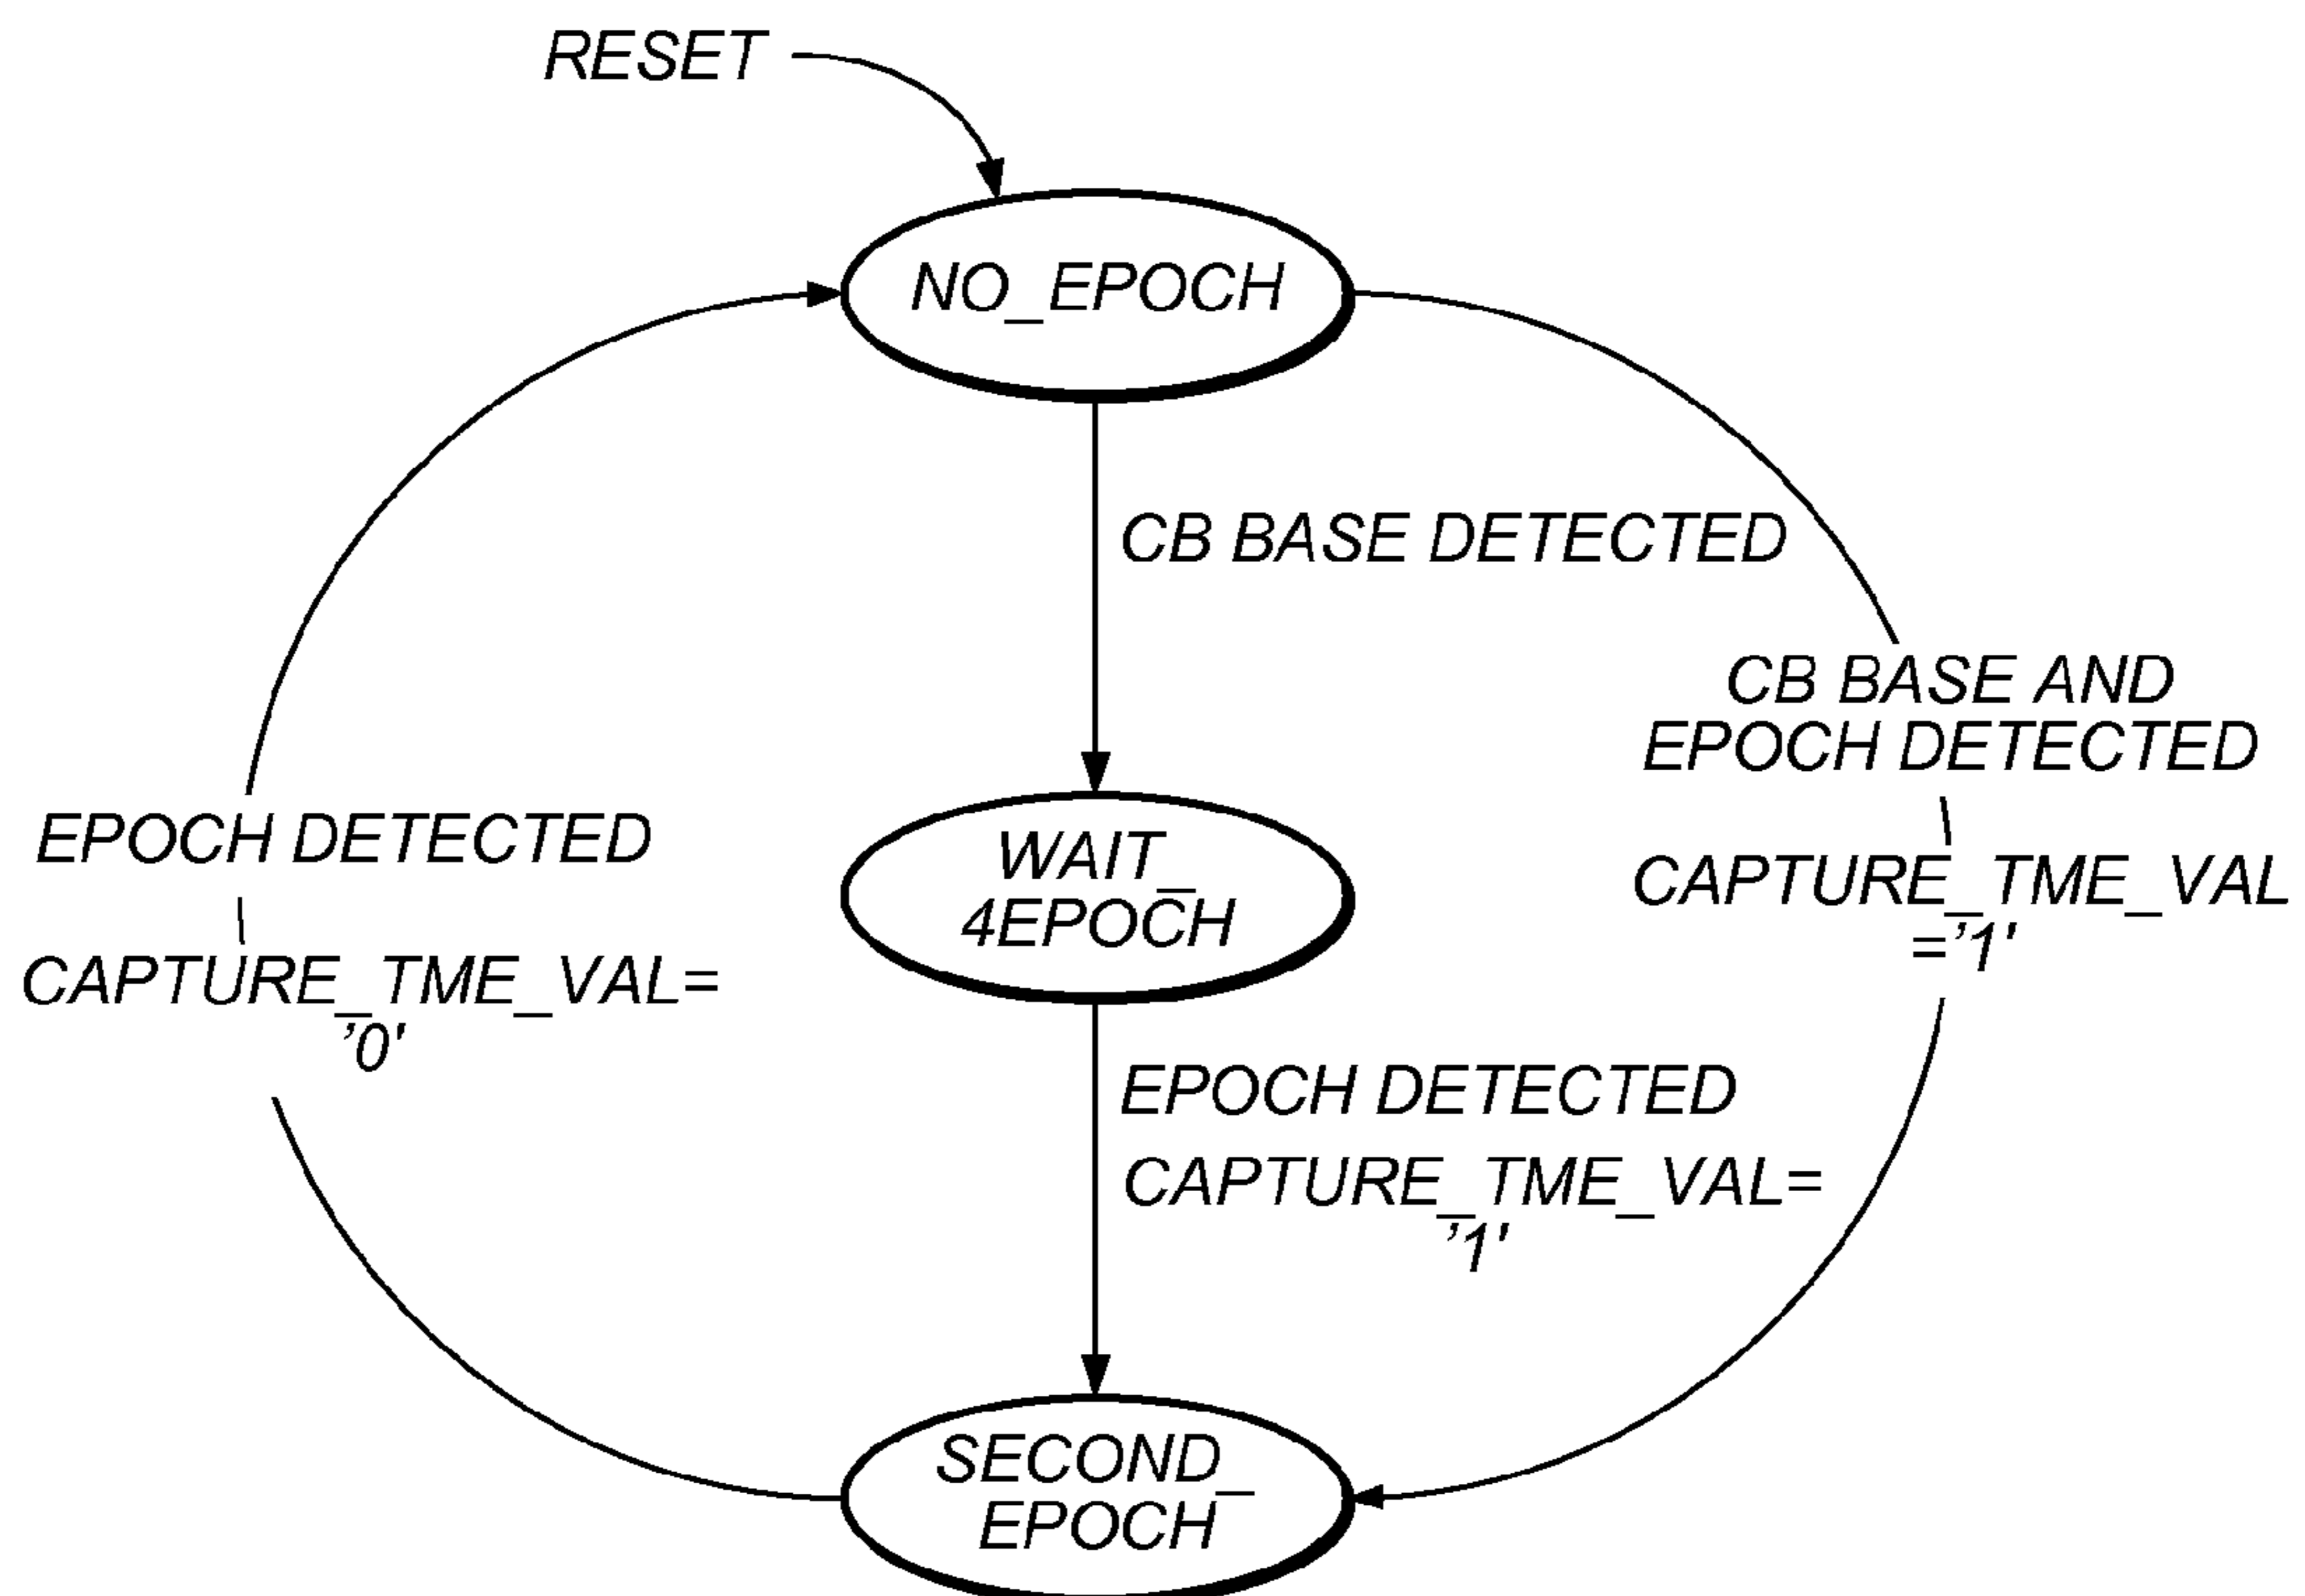 RESET
NO_EPOCH
CB BASE DETECTED
CB BASE AND
EPOCH DETECTED
CAPTURE_TME_VAL
='1'
EPOCH DETECTED
CAPTURE_TME_VAL=
'0'
WAIT_
4EPOCH
EPOCH DETECTED
CAPTURE_TME_VAL=
'1'
SECOND_
EPOCH